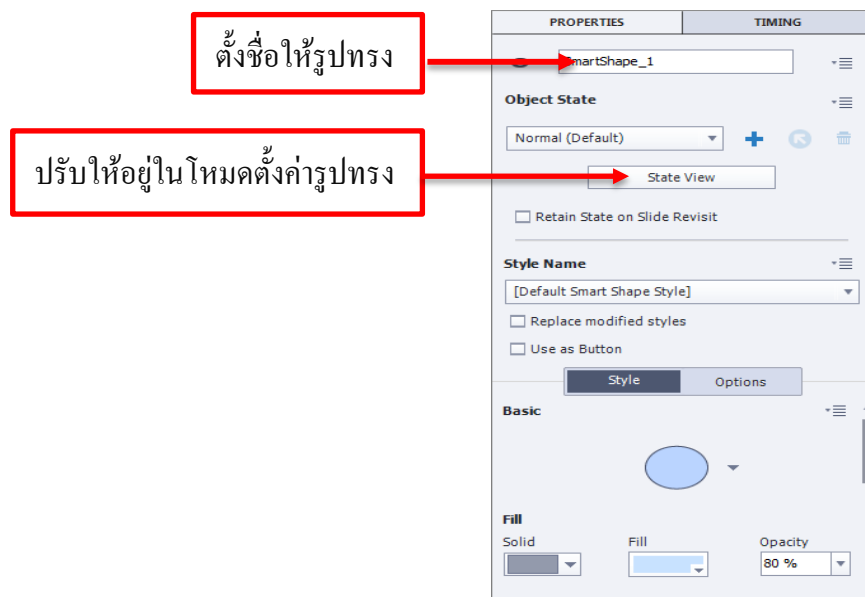 PROPERTIES TIMING
ตั้งชื่อให้รูปทรง
martShape_1
Object State
Normal (Default)
ปรับให้อยู่ในโหมดตั้งค่ารูปทรง
State View
Retain State on Slide Revisit
Style Name
[Default Smart Shape Style]
Replace modified styles
Use as Button
Style Options
Basic
Fill
Solid Fill Opacity
80 %